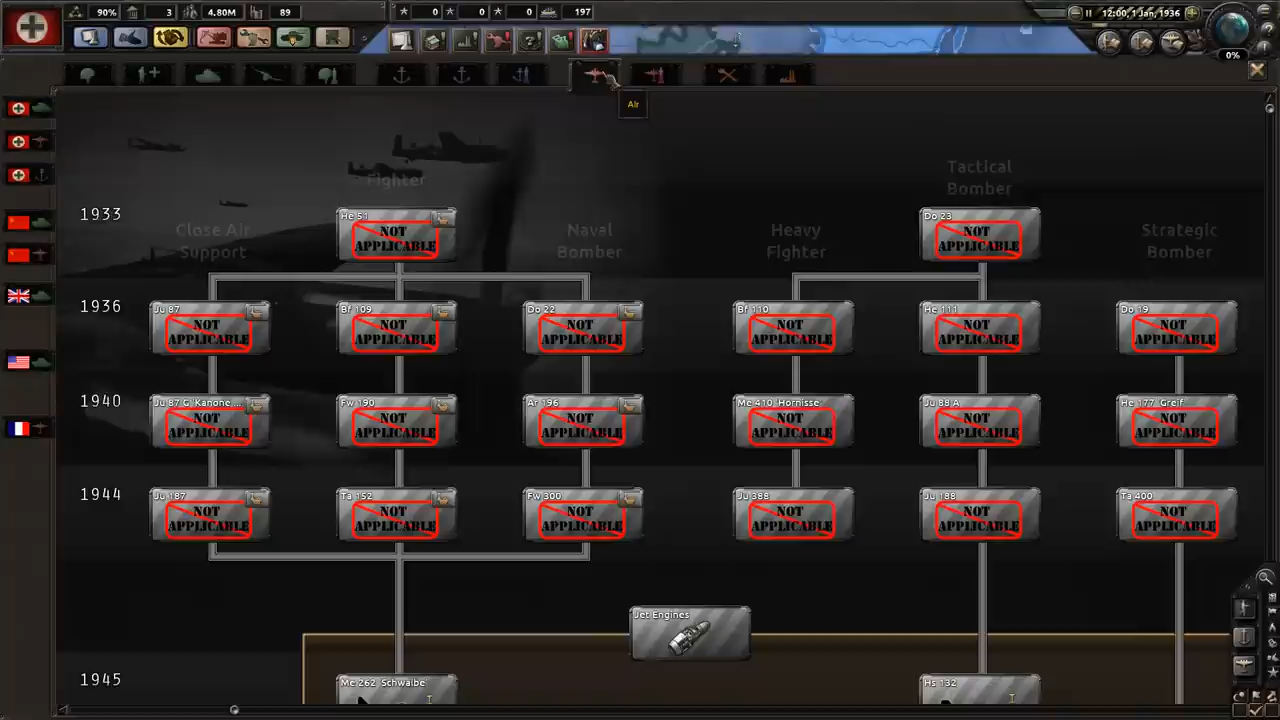 90% 3 4.80M 89 0 0 0 197 12:00, 1 Jan, 1936
0%
Air
Fighter
Tactical
Bomber
1933
He 51
NOT
APPLICABLE
Do 23
NOT
APPLICABLE
Close Air
Support
Naval
Bomber
Heavy
Fighter
Strategic
Bomber
1936
Ju 87
NOT
APPLICABLE
Bf 109
NOT
APPLICABLE
Do 22
NOT
APPLICABLE
Bf 110
NOT
APPLICABLE
He 111
NOT
APPLICABLE
Do 19
NOT
APPLICABLE
1940
Ju 87 G 'Kanone....
NOT
APPLICABLE
Fw 190
NOT
APPLICABLE
Ar 196
NOT
APPLICABLE
Me 410 'Hornisse'
NOT
APPLICABLE
Ju 88 A
NOT
APPLICABLE
He 177 'Greif'
NOT
APPLICABLE
1944
Ju 187
NOT
APPLICABLE
Ta 152
NOT
APPLICABLE
Fw 300
NOT
APPLICABLE
Ju 388
NOT
APPLICABLE
Ju 188
NOT
APPLICABLE
Ta 400
NOT
APPLICABLE
Jet Engines
1945
Me 262 'Schwalbe'
Hs 132